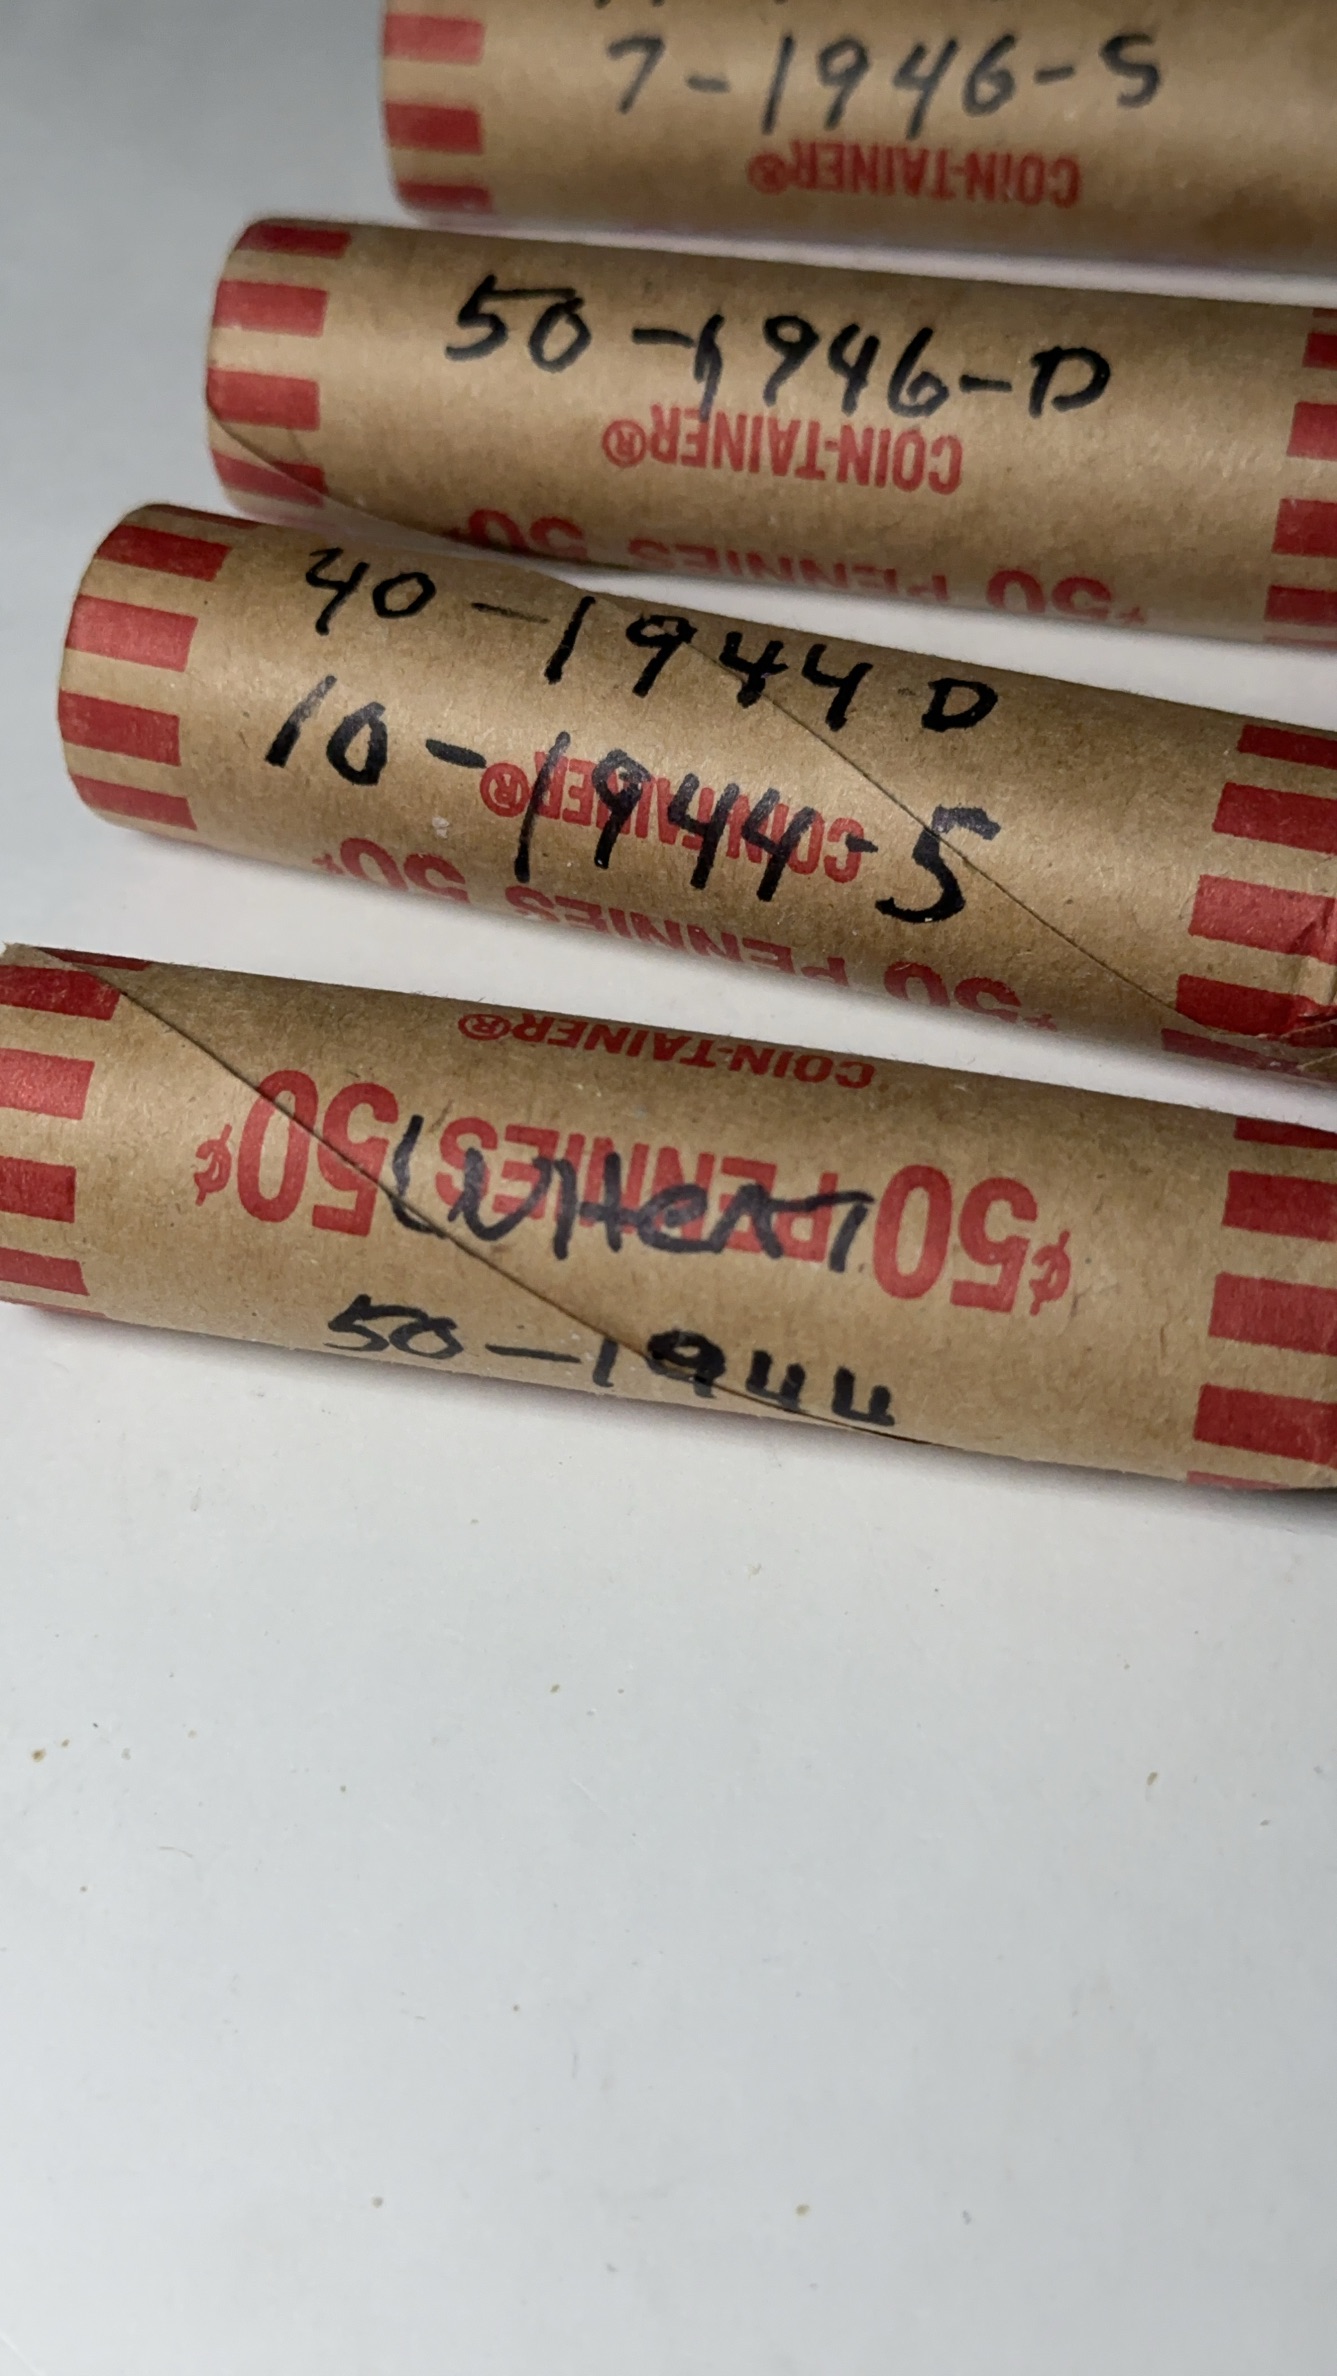 7-1946-S
COIN-TAINER®
50-1946-D
COIN-TAINER®
50¢ PENNIES 50¢
40-1944 D
10-1944-S
COIN-TAINER®
50¢ PENNIES 50¢
COIN-TAINER®
50¢ PENNIES 50¢
WHeAT
50-1944